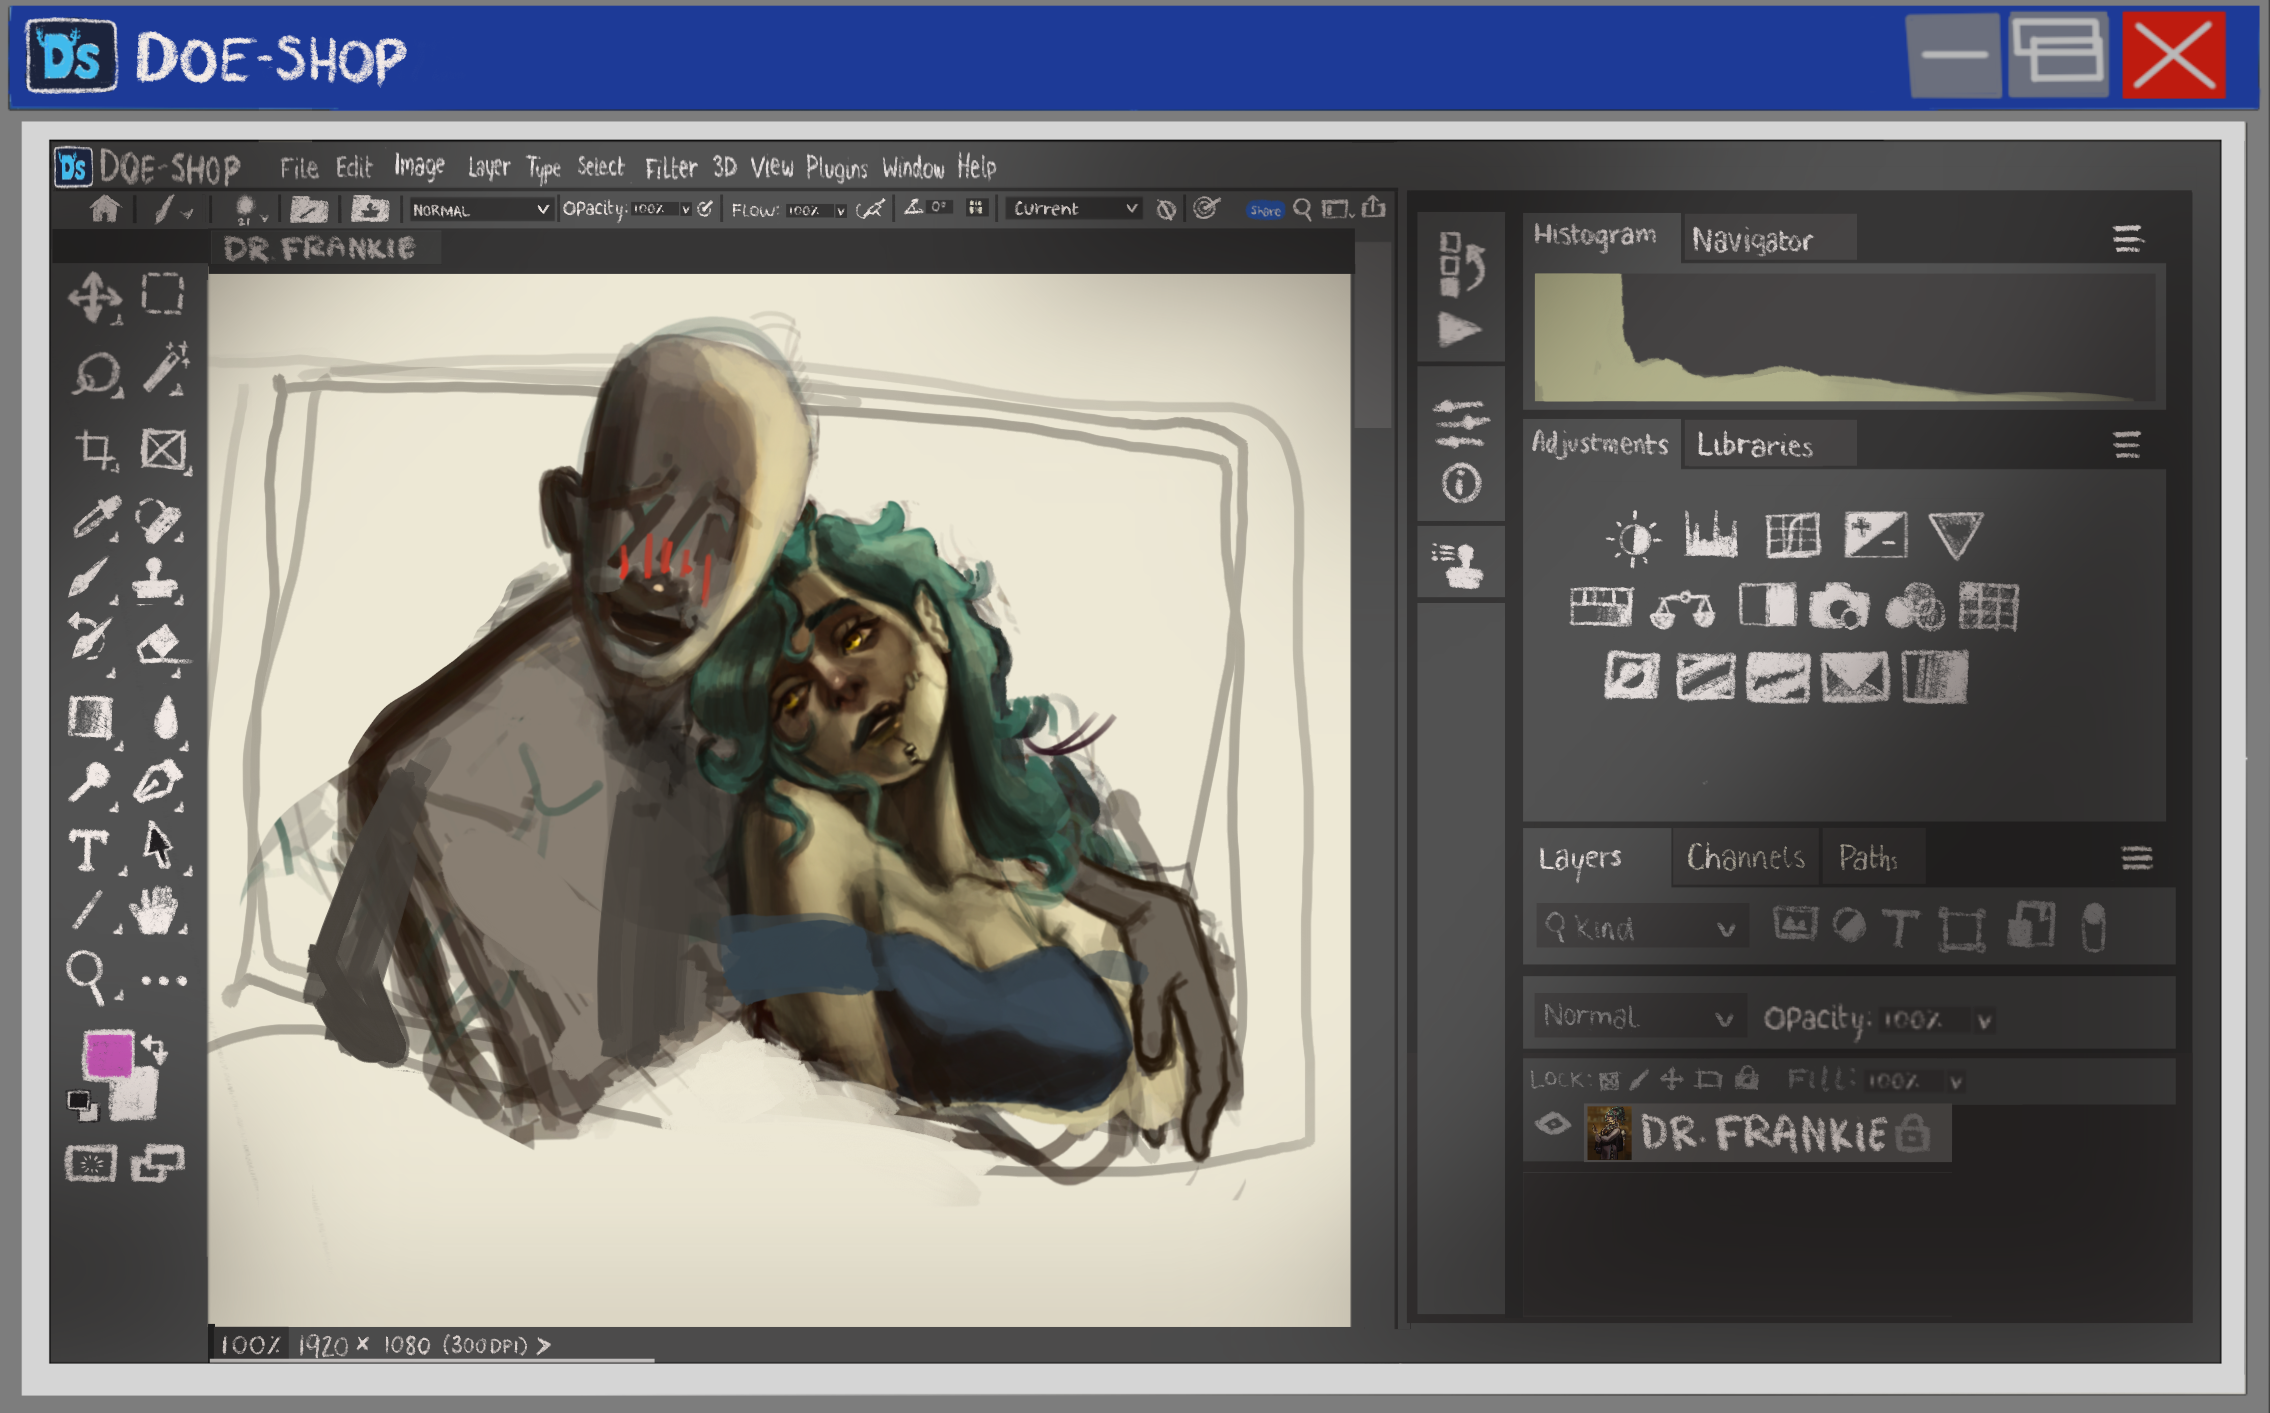 Ds DOE-SHOP
Ds DOE-SHOP File Edit Image Layer Type Select Filter 3D View Plugins Window Help
21 NORMAL OPacity: 100% FLOW: 100% 0° Current Share
DR. FRANKIE
Histogram Navigator
Adjustments Libraries
T
Layers Channels Paths
Kind T
Normal OPacity: 100%
LOCK: Fill: 100%
DR. FRANKIE
100% 1920 x 1080 (300DPI) >